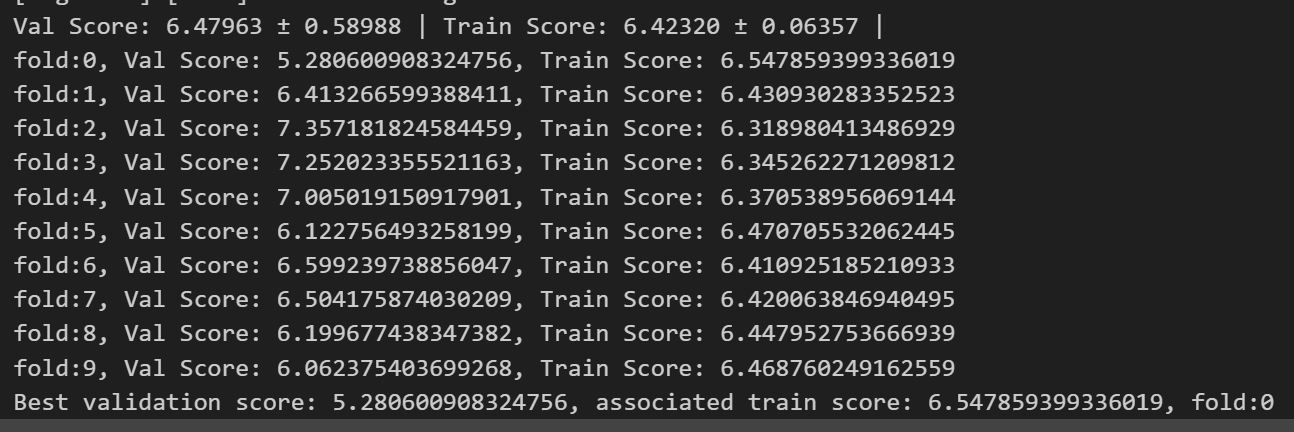 Val Score: 6.47963 ± 0.58988 | Train Score: 6.42320 ± 0.06357 |
fold:0, Val Score: 5.280600908324756, Train Score: 6.547859399336019
fold:1, Val Score: 6.413266599388411, Train Score: 6.430930283352523
fold:2, Val Score: 7.357181824584459, Train Score: 6.318980413486929
fold:3, Val Score: 7.252023355521163, Train Score: 6.345262271209812
fold:4, Val Score: 7.005019150917901, Train Score: 6.370538956069144
fold:5, Val Score: 6.122756493258199, Train Score: 6.470705532062445
fold:6, Val Score: 6.599239738856047, Train Score: 6.410925185210933
fold:7, Val Score: 6.504175874030209, Train Score: 6.420063846940495
fold:8, Val Score: 6.199677438347382, Train Score: 6.447952753666939
fold:9, Val Score: 6.062375403699268, Train Score: 6.468760249162559
Best validation score: 5.280600908324756, associated train score: 6.547859399336019, fold:0